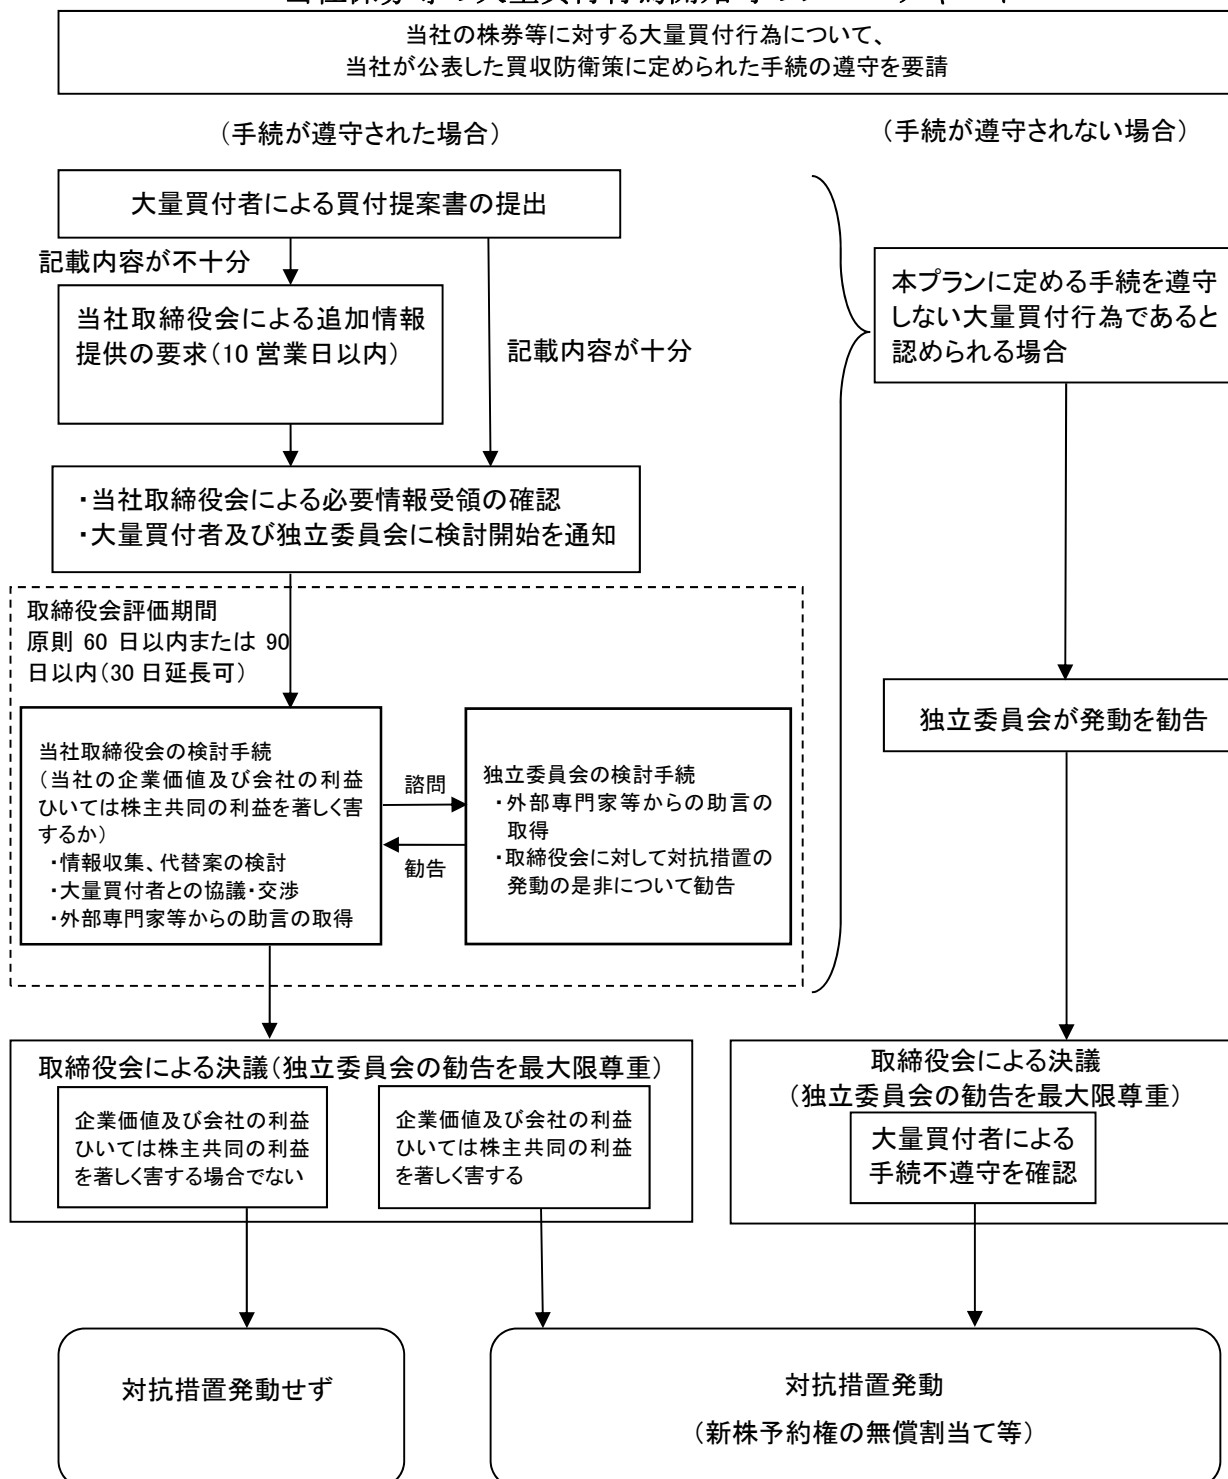 当社の株券等に対する大量買付行為について、
当社が公表した買収防衛策に定められた手続の遵守を要請
（手続が遵守された場合）
（手続が遵守されない場合）
大量買付者による買付提案書の提出
記載内容が不十分
当社取締役会による追加情報
提供の要求（10 営業日以内）
記載内容が十分
本プランに定める手続を遵守
しない大量買付行為であると
認められる場合
・当社取締役会による必要情報受領の確認
・大量買付者及び独立委員会に検討開始を通知
取締役会評価期間
原則 60 日以内または 90
日以内（30 日延長可）
独立委員会が発動を勧告
当社取締役会の検討手続
（当社の企業価値及び会社の利益
ひいては株主共同の利益を著しく害
するか）
・情報収集、代替案の検討
・大量買付者との協議・交渉
・外部専門家等からの助言の取得
諮問
勧告
独立委員会の検討手続
・外部専門家等からの助言の
取得
・取締役会に対して対抗措置の
発動の是非について勧告
取締役会による決議（独立委員会の勧告を最大限尊重）
企業価値及び会社の利益
ひいては株主共同の利益
を著しく害する場合でない
企業価値及び会社の利益
ひいては株主共同の利益
を著しく害する
取締役会による決議
（独立委員会の勧告を最大限尊重）
大量買付者による
手続不遵守を確認
対抗措置発動せず
対抗措置発動
（新株予約権の無償割当て等）